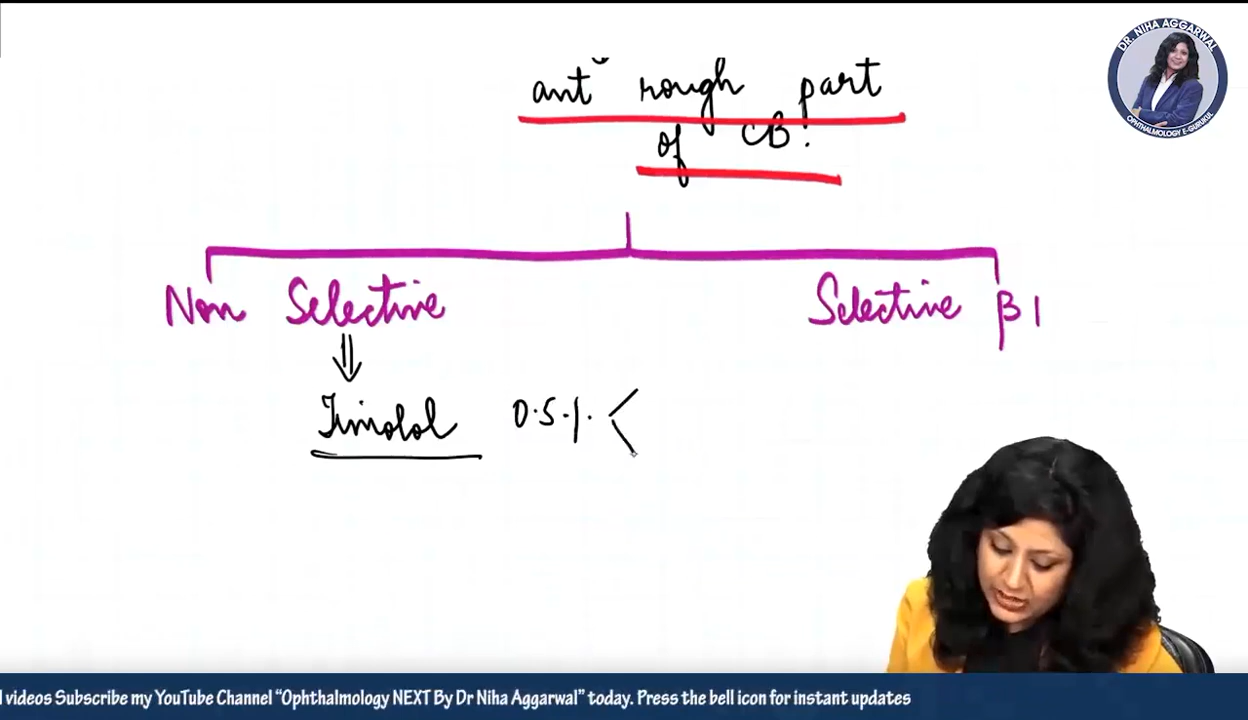 DR. NIHA AGGARWAL
OPHTHALMOLOGY E-GURUKUL
antr rough part
of CB.
Non Selective
Selective β1
⇓
Timolol 0.5% <
l videos Subscribe my YouTube Channel “Ophthalmology NEXT By Dr Niha Aggarwal” today. Press the bell icon for instant updates